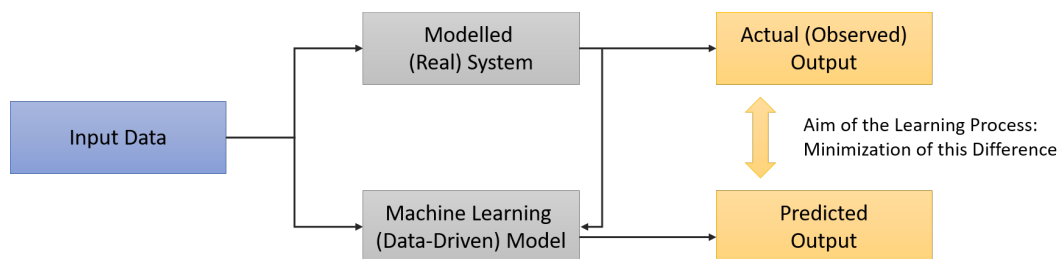 Input Data
Modelled
(Real) System
Actual (Observed)
Output
Aim of the Learning Process:
Minimization of this Difference
Machine Learning
(Data-Driven) Model
Predicted
Output